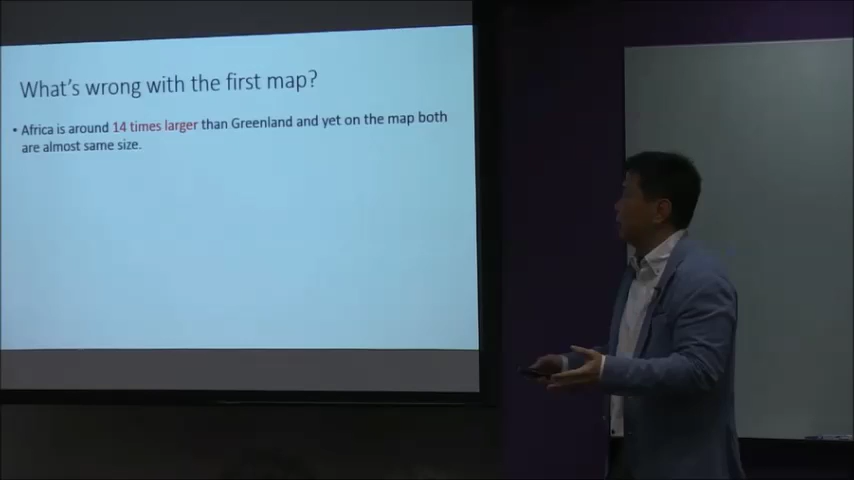 What's wrong with the first map?
• Africa is around 14 times larger than Greenland and yet on the map both
are almost same size.